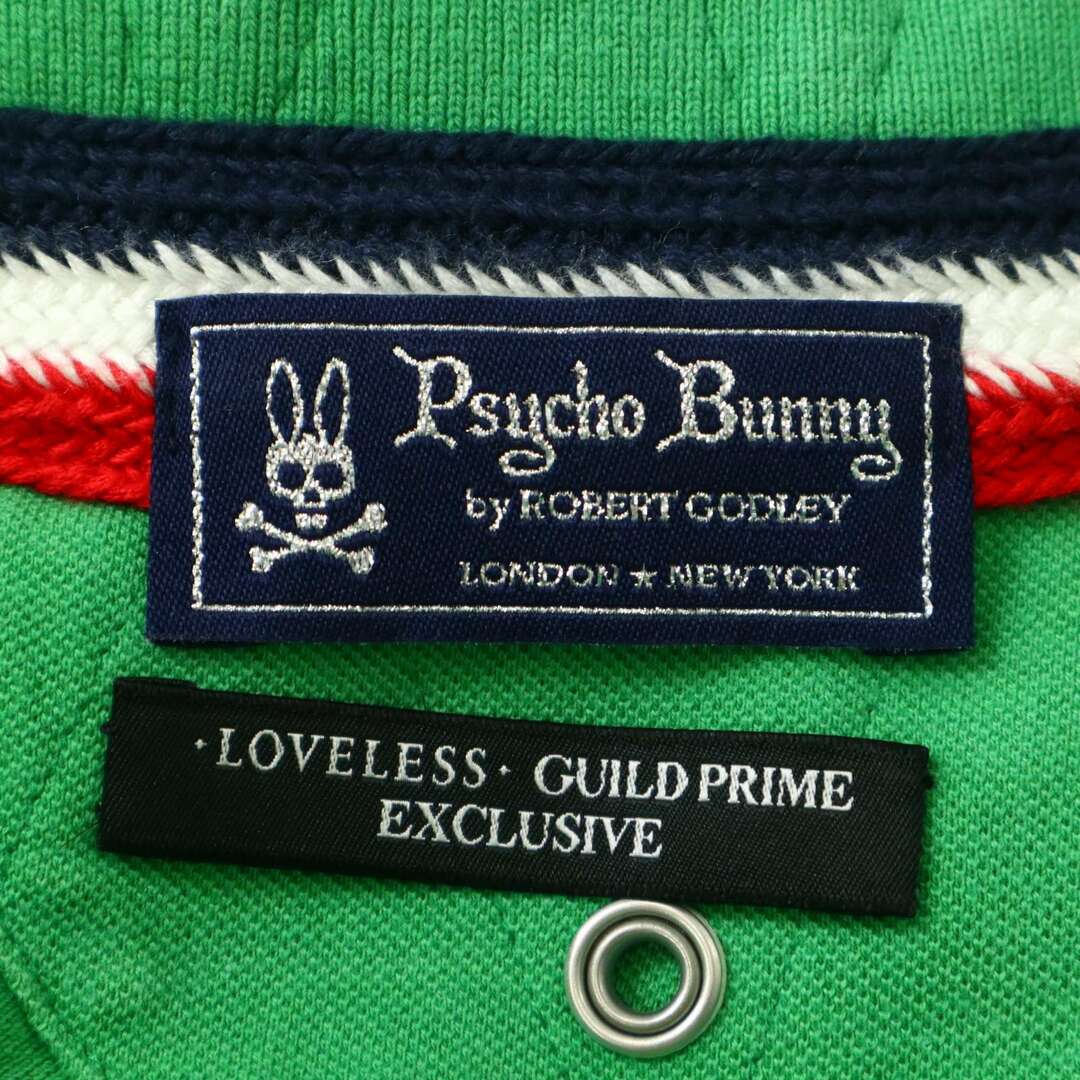 Psycho Bunny
by ROBERT GODLEY
LONDON ★ NEW YORK
·LOVELESS· GUILD PRIME
EXCLUSIVE